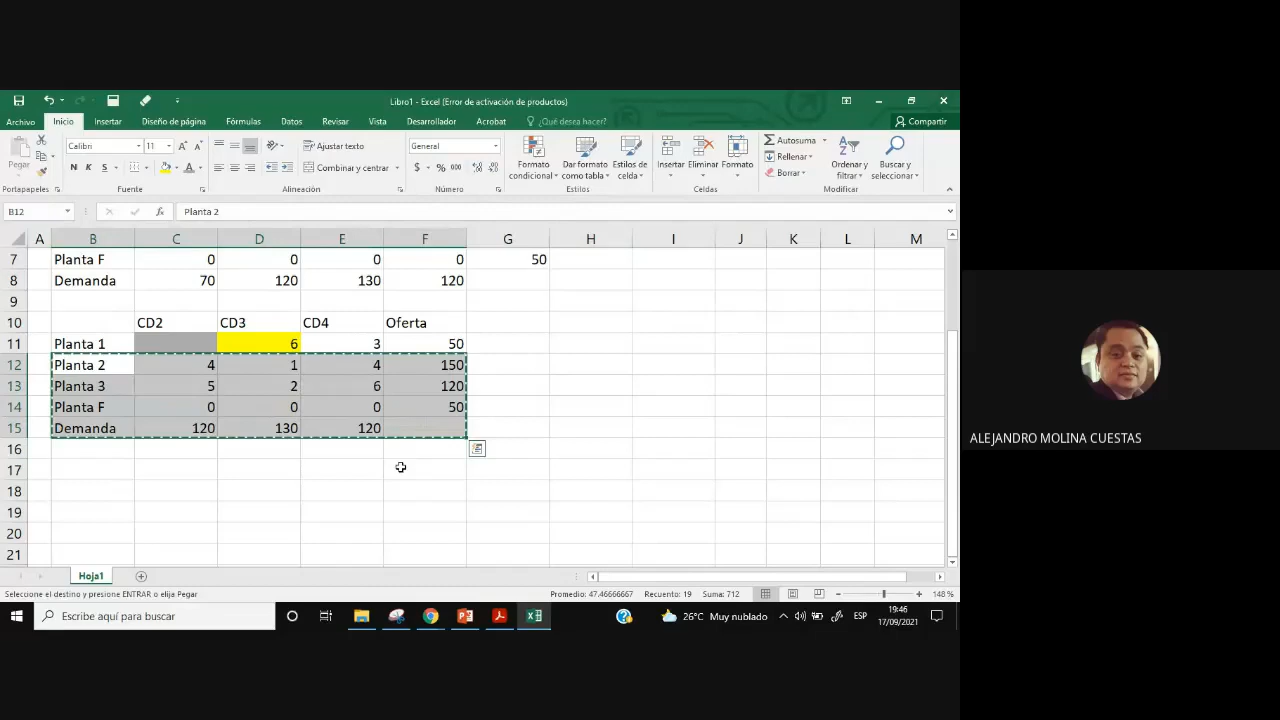 Libro1 - Excel (Error de activación de productos)
Archivo Inicio Insertar Diseño de página Fórmulas Datos Revisar Vista Desarrollador Acrobat ¿Qué desea hacer? Compartir
Pegar
Calibri 11
N K S
Ajustar texto
Combinar y centrar
General
$ % 000
Formato condicional
Dar formato como tabla
Estilos de celda
Insertar Eliminar Formato
Autosuma
Rellenar
Borrar
Ordenar y filtrar
Buscar y seleccionar
Portapapeles Fuente Alineación Número Estilos Celdas Modificar
B12 fx Planta 2
A B C D E F G H I J K L M
7 Planta F 0 0 0 0 50
8 Demanda 70 120 130 120
9
10 CD2 CD3 CD4 Oferta
11 Planta 1 6 3 50
12 Planta 2 4 1 4 150
13 Planta 3 5 2 6 120
14 Planta F 0 0 0 50
15 Demanda 120 130 120
16
17
18
19
20
21
Hoja1
Seleccione el destino y presione ENTRAR o elija Pegar Promedio: 47.46666667 Recuento: 19 Suma: 712 148 %
Escribe aquí para buscar
26°C Muy nublado ESP 19:46
17/09/2021
ALEJANDRO MOLINA CUESTAS